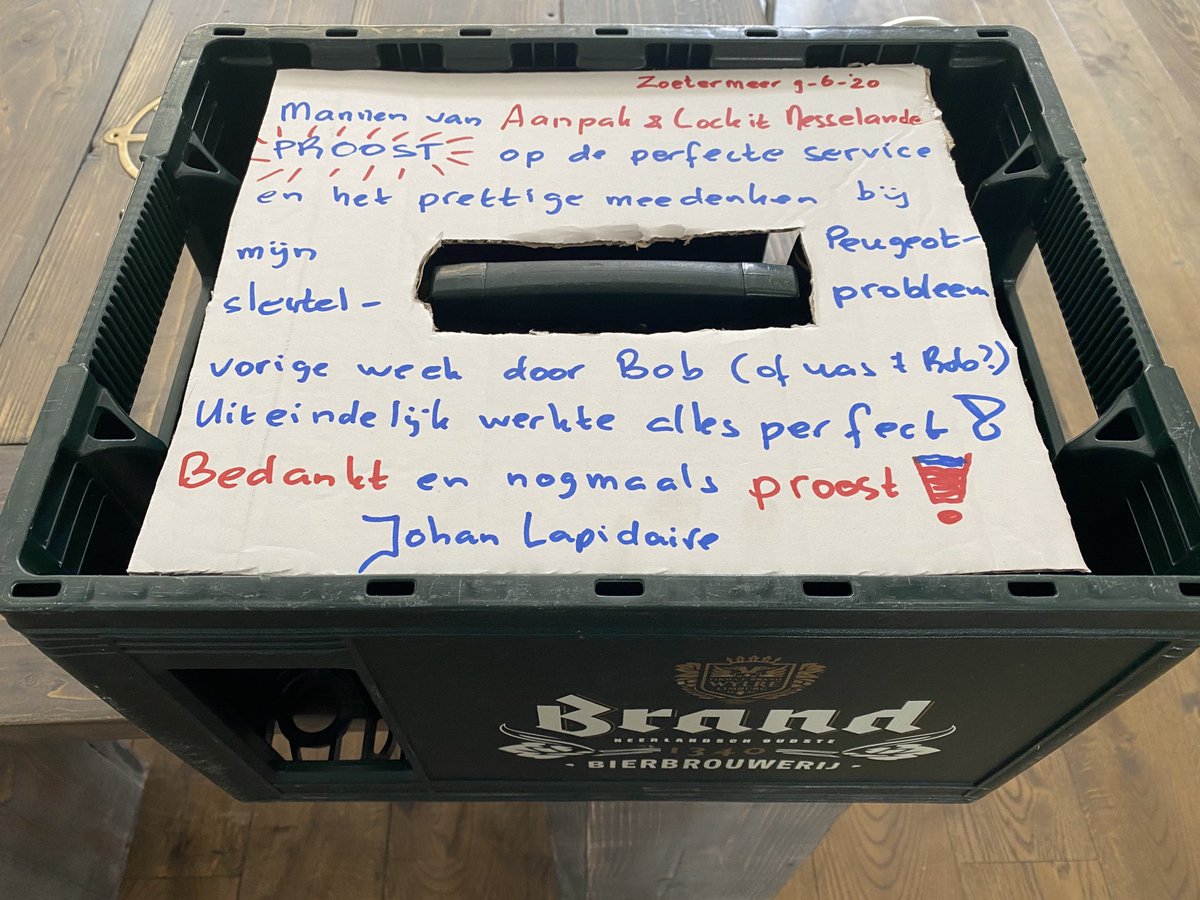 Zoetermeer 9-6-'20
Mannen van Aanpak & Lockit Nesselande
PROOST op de perfecte service
en het prettige meedenken bij
mijn Peugeot-
sleutel- probleem
vorige week door Bob (of was 't Rob?)
Uiteindelijk werkte alles perfect!
Bedankt en nogmaals proost!
Johan Lapidaire
Brand
NEERLANDSCH OUDSTE
1340
- BIERBROUWERIJ -